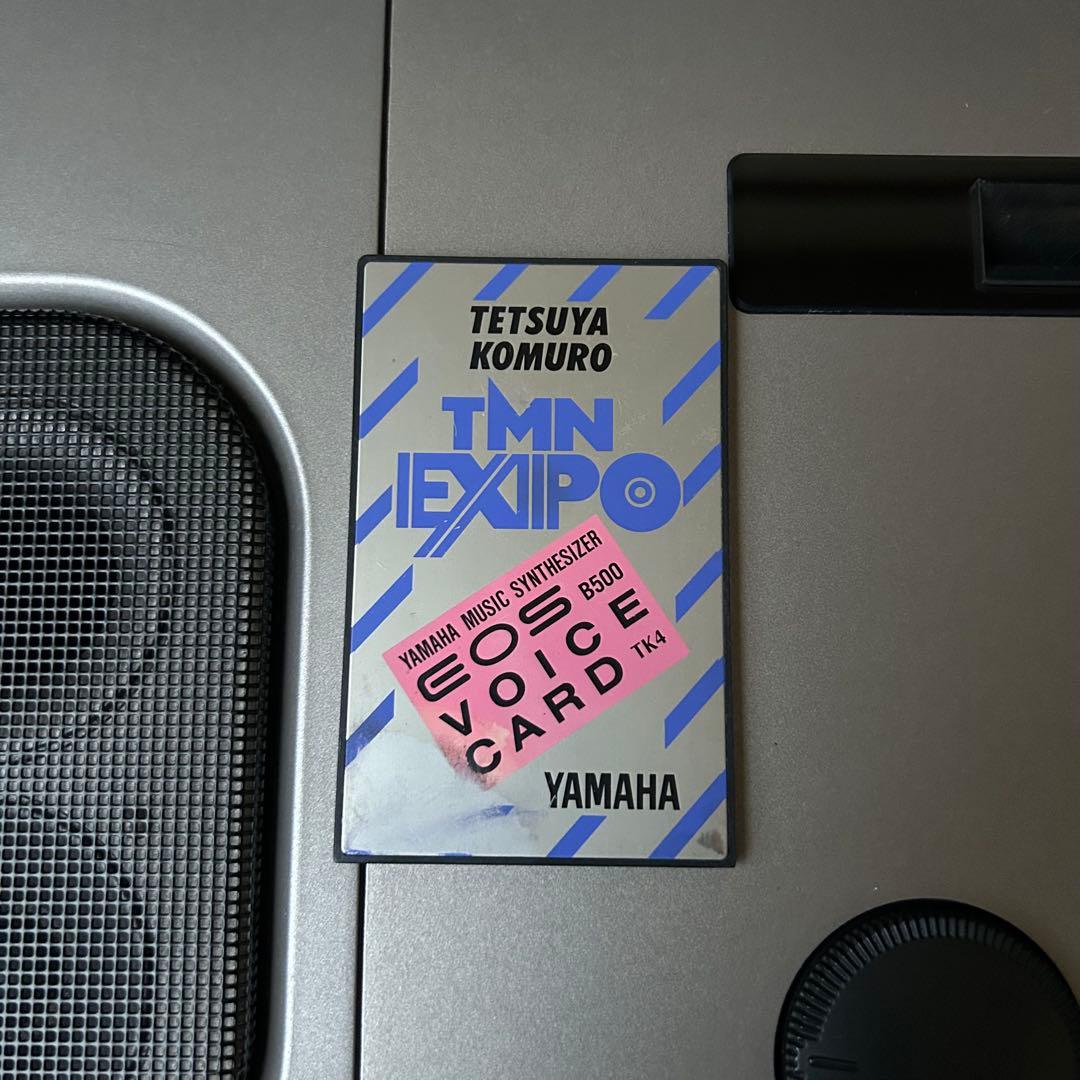 TETSUYA
KOMURO
TMN
EXPO
YAMAHA MUSIC SYNTHESIZER
EOS B500
VOICE
CARD TK4
YAMAHA